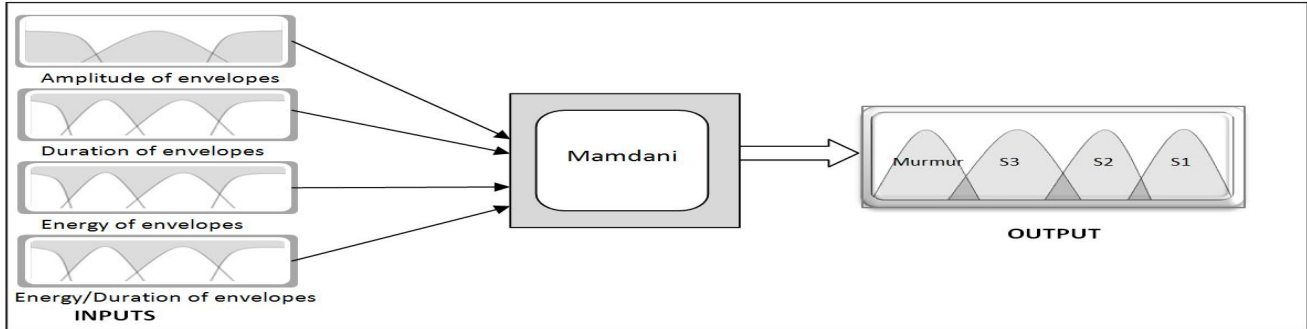 Amplitude of envelopes
Duration of envelopes
Energy of envelopes
Energy/Duration of envelopes
INPUTS
Mamdani
Murmur S3 S2 S1
OUTPUT